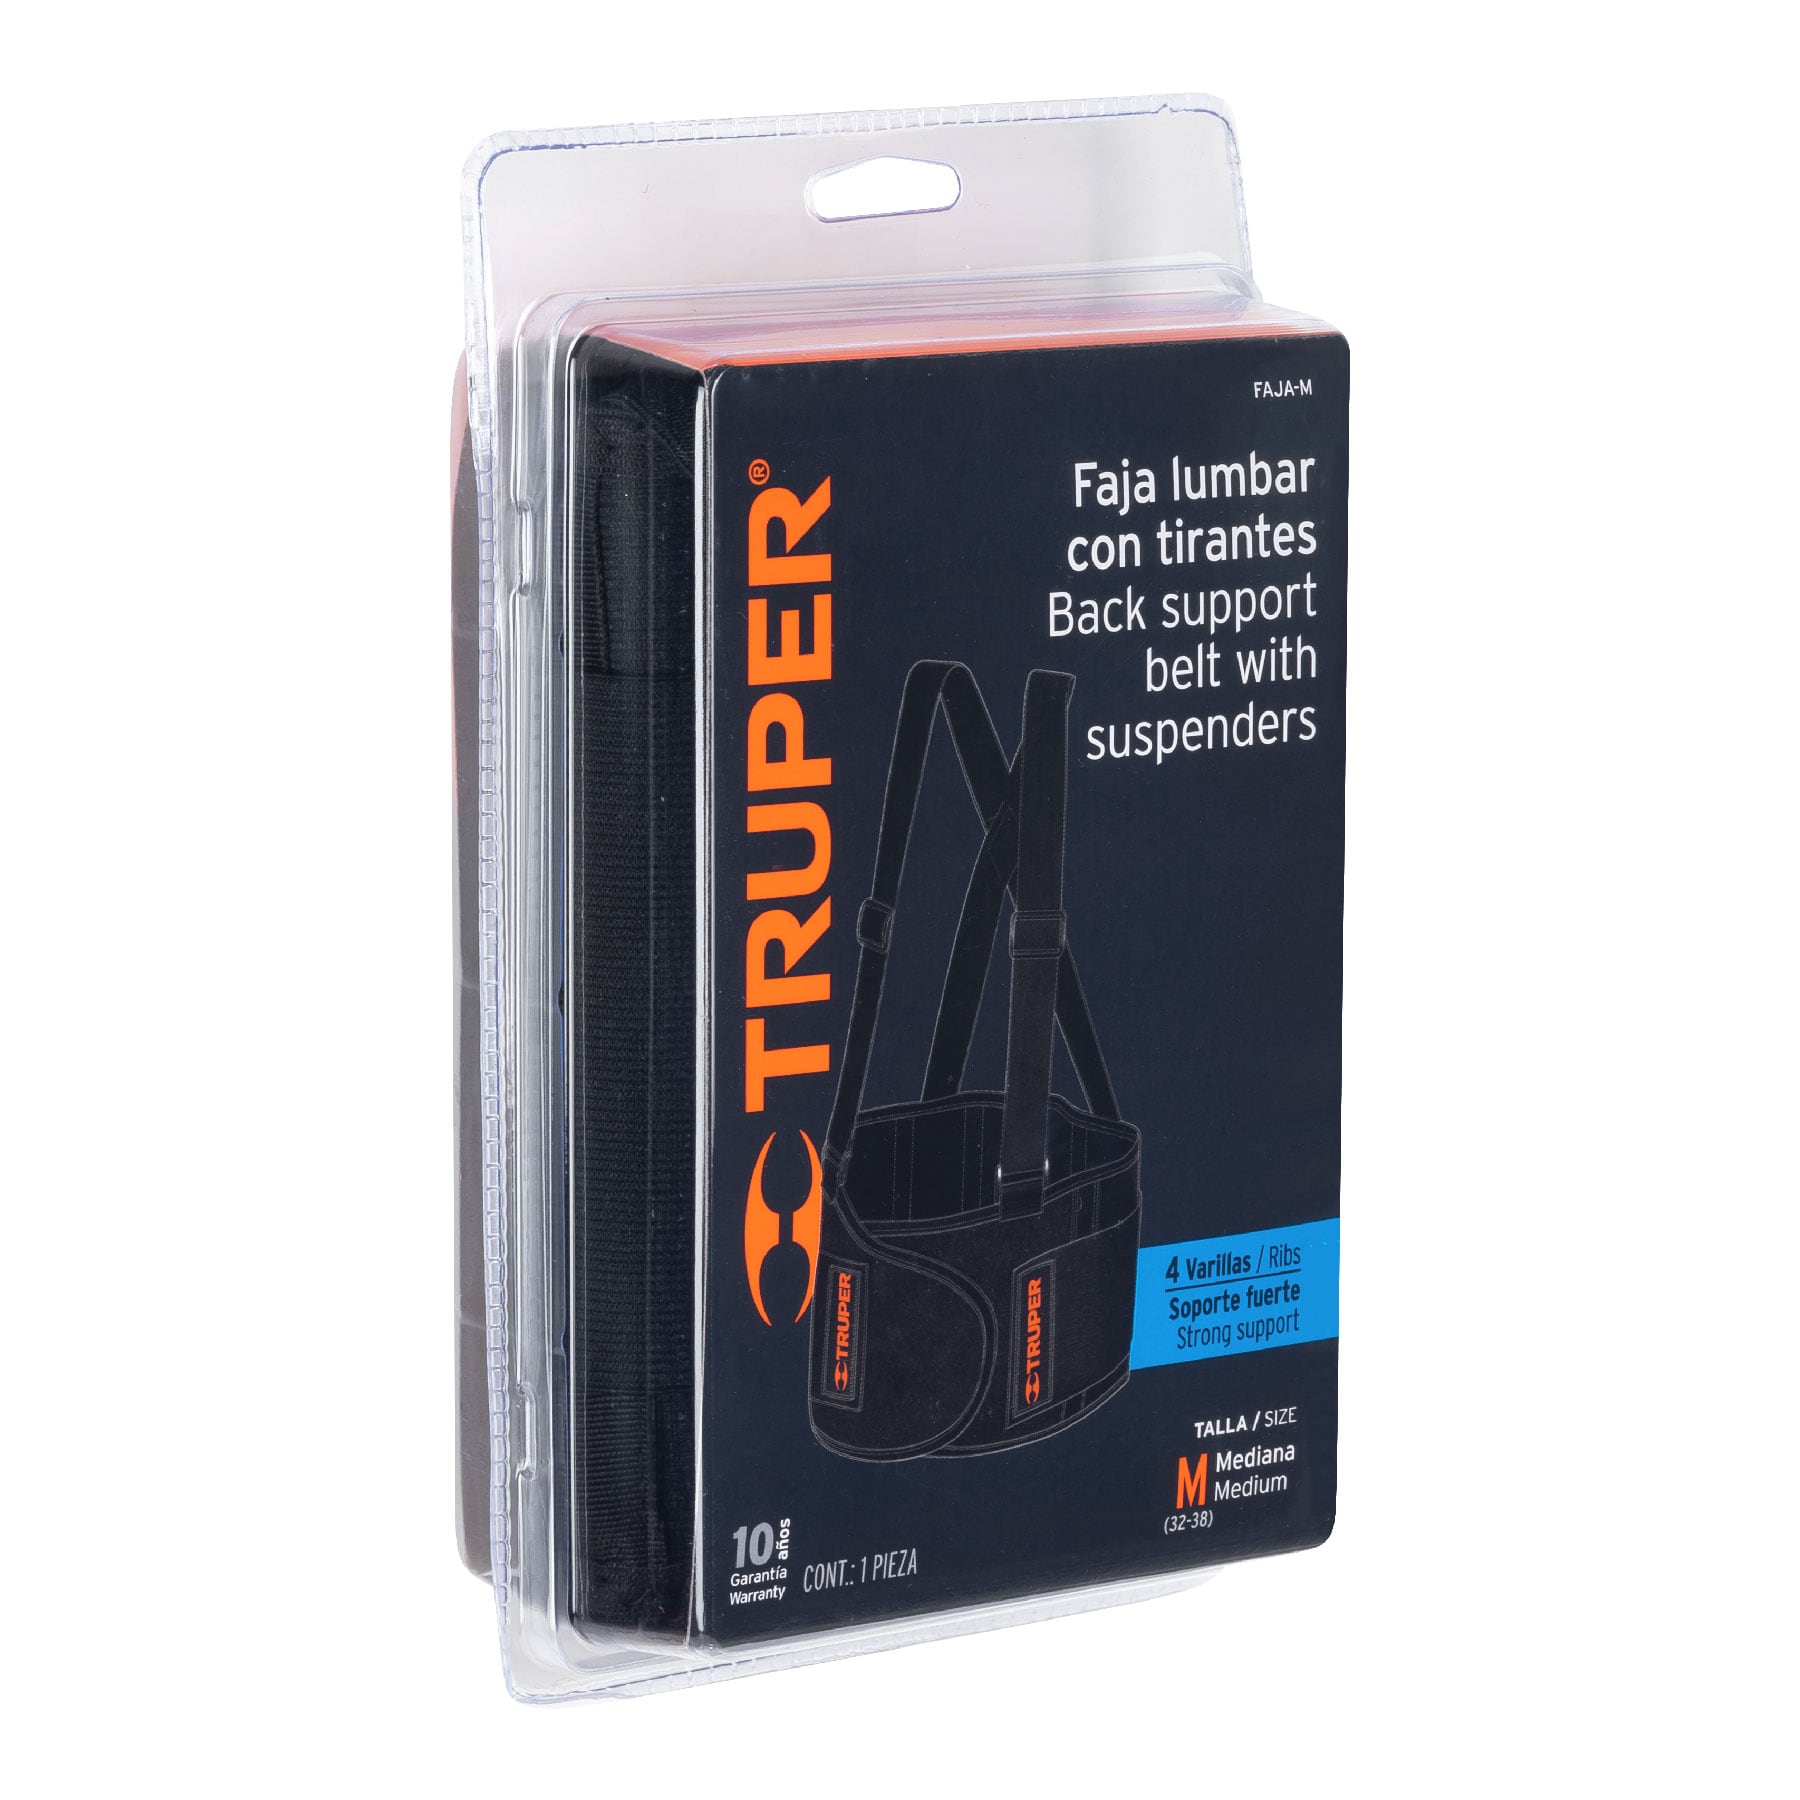 FAJA-M
TRUPER®
Faja lumbar
con tirantes
Back support
belt with
suspenders
TRUPER
TRUPER
4 Varillas / Ribs
Soporte fuerte
Strong support
TALLA / SIZE
M Mediana
Medium
(32-38)
10 años
Garantía
Warranty
CONT.: 1 PIEZA